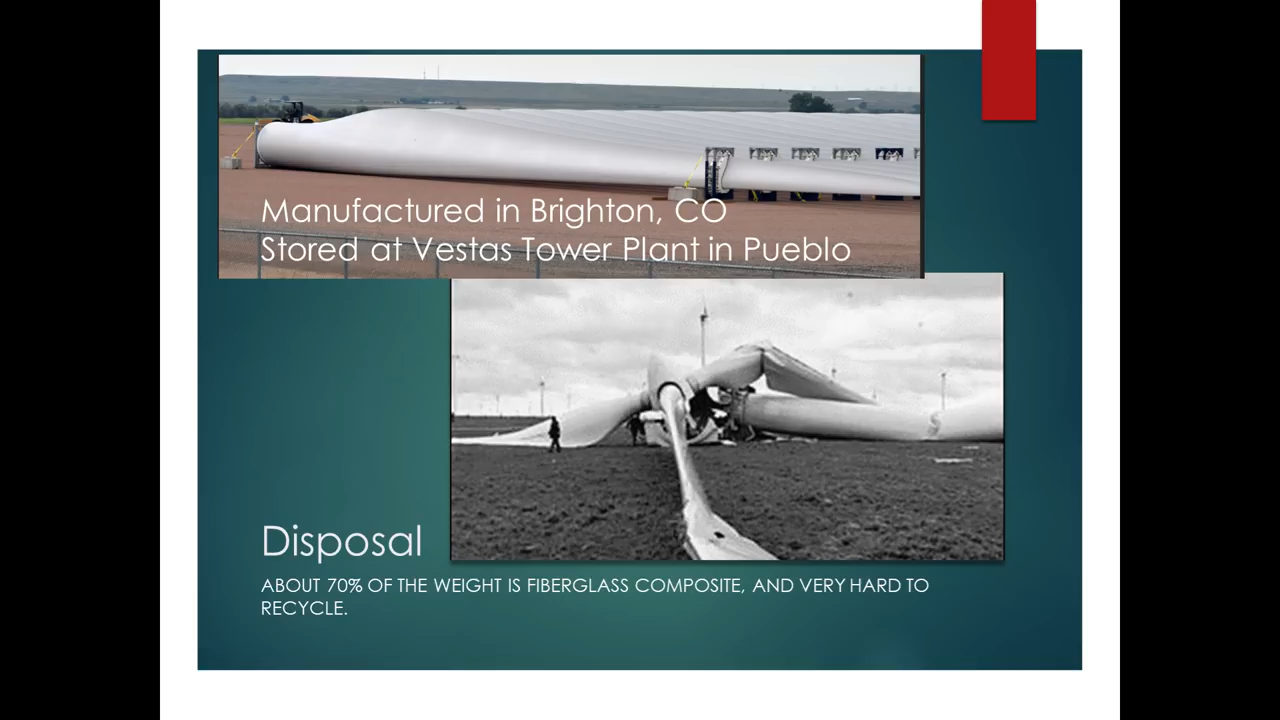 Manufactured in Brighton, CO
Stored at Vestas Tower Plant in Pueblo
Disposal
ABOUT 70% OF THE WEIGHT IS FIBERGLASS COMPOSITE, AND VERY HARD TO
RECYCLE.